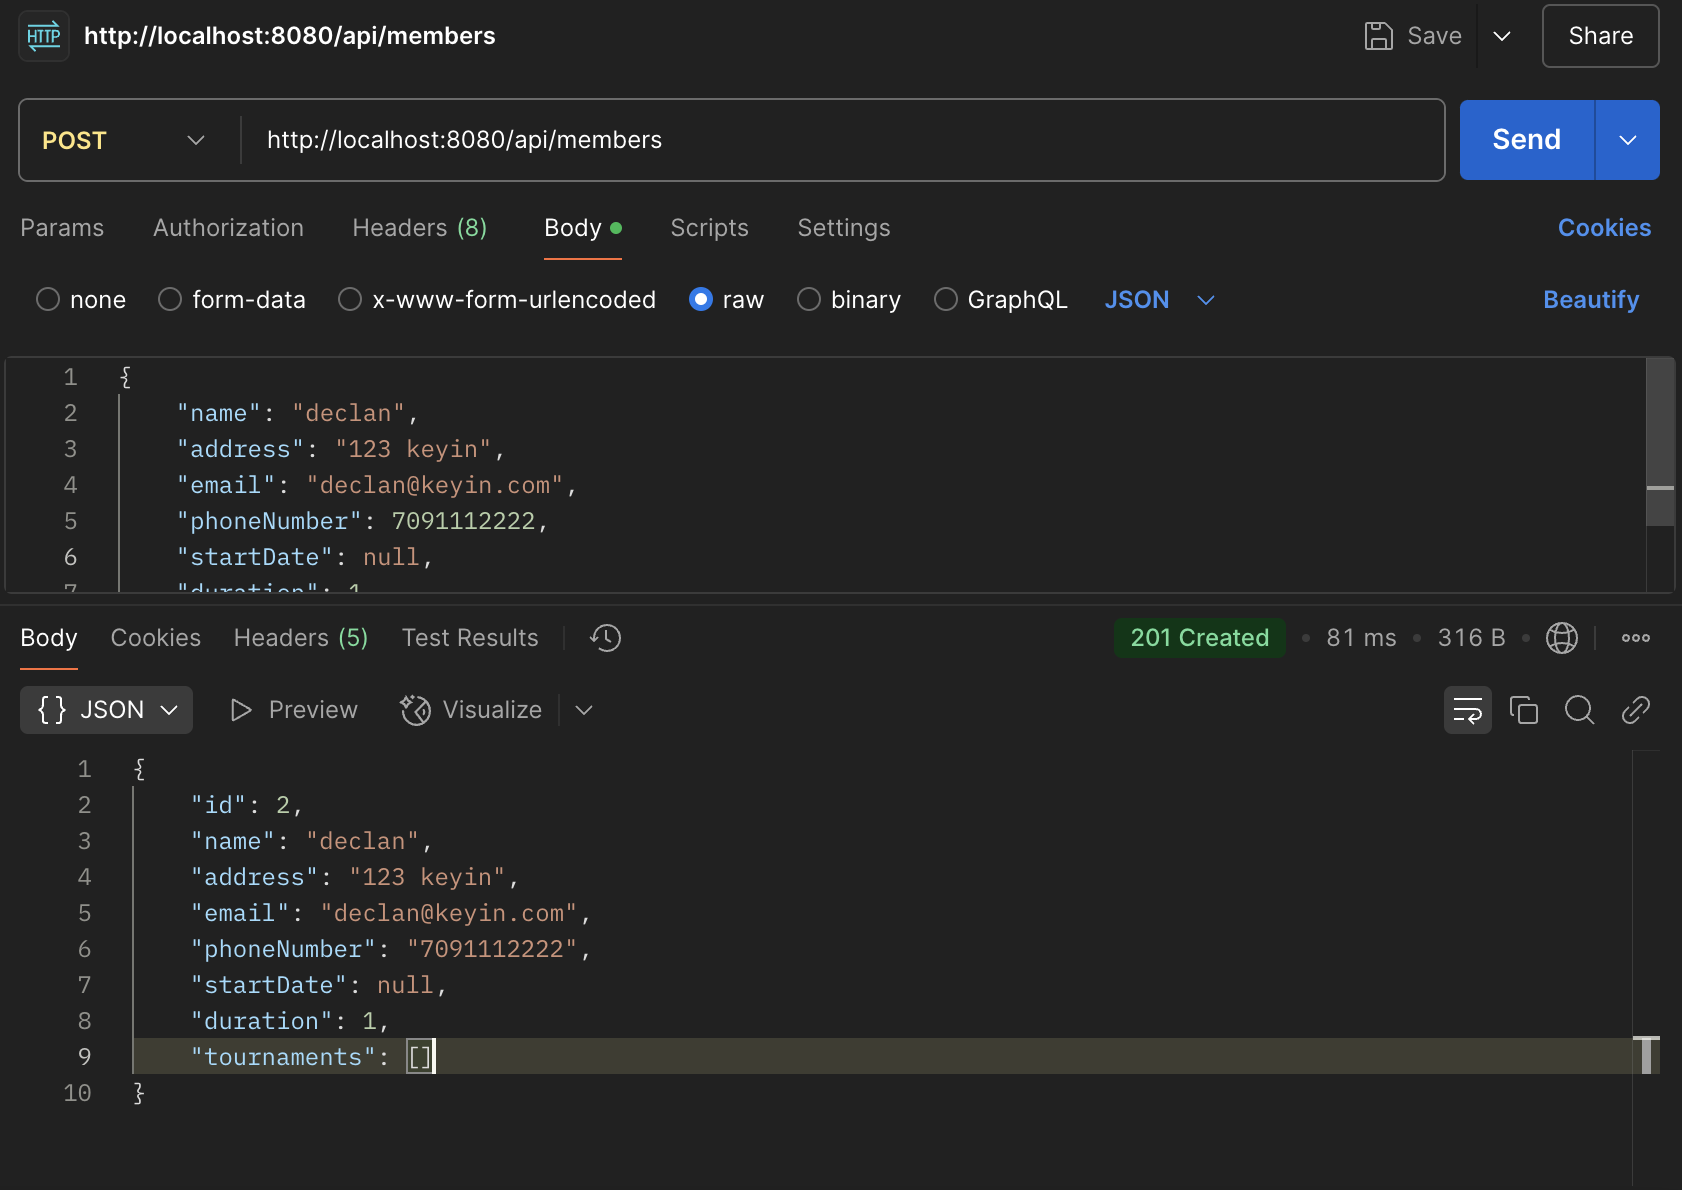 HTTP http://localhost:8080/api/members Save Share
POST http://localhost:8080/api/members Send
Params Authorization Headers (8) Body Scripts Settings Cookies
none form-data x-www-form-urlencoded raw binary GraphQL JSON Beautify
1 {
2 "name": "declan",
3 "address": "123 keyin",
4 "email": "declan@keyin.com",
5 "phoneNumber": 7091112222,
6 "startDate": null,
7 "duration": 1
Body Cookies Headers (5) Test Results 201 Created • 81 ms • 316 B •
{} JSON Preview Visualize
1 {
2 "id": 2,
3 "name": "declan",
4 "address": "123 keyin",
5 "email": "declan@keyin.com",
6 "phoneNumber": "7091112222",
7 "startDate": null,
8 "duration": 1,
9 "tournaments": []
10 }